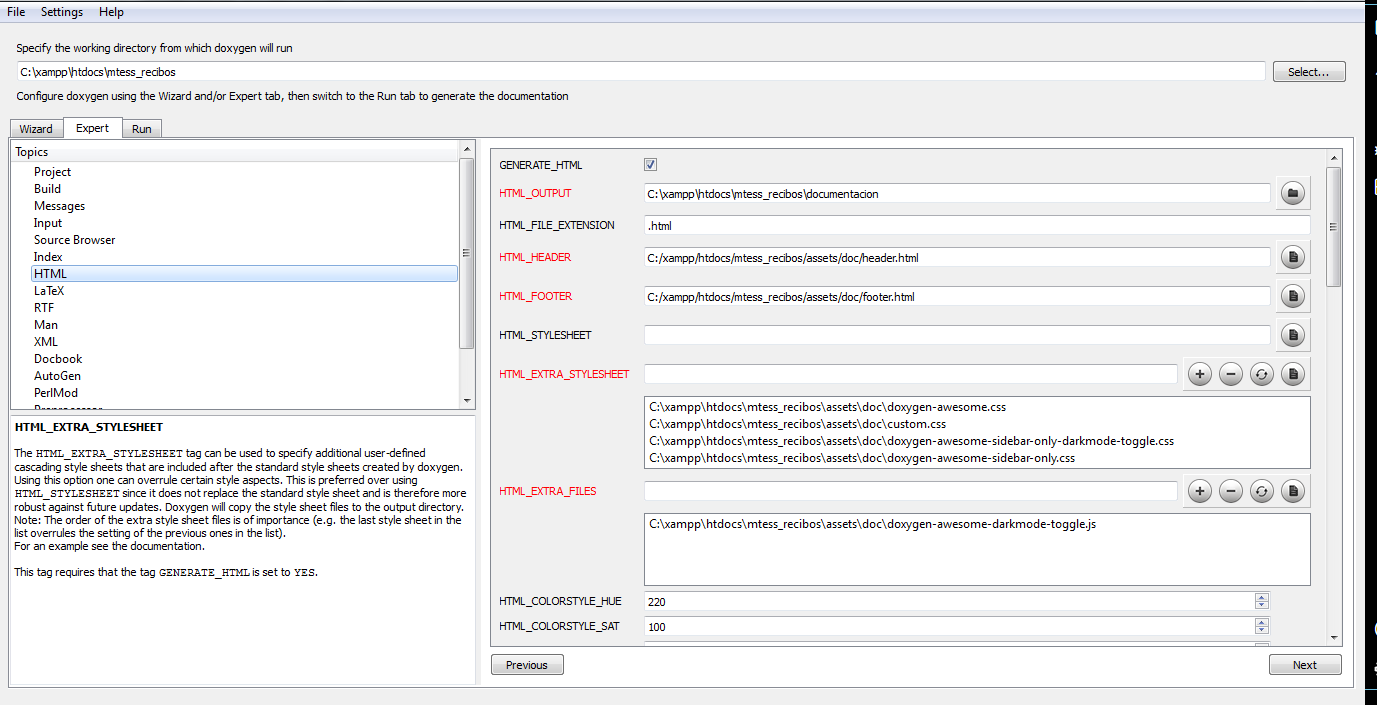 File Settings Help
Specify the working directory from which doxygen will run
C:\xampp\htdocs\mtess_recibos
Select...
Configure doxygen using the Wizard and/or Expert tab, then switch to the Run tab to generate the documentation
Wizard Expert Run
Topics
Project
Build
Messages
Input
Source Browser
Index
HTML
LaTeX
RTF
Man
XML
Docbook
AutoGen
PerlMod
Preprocessor
HTML_EXTRA_STYLESHEET
The HTML_EXTRA_STYLESHEET tag can be used to specify additional user-defined
cascading style sheets that are included after the standard style sheets created by doxygen.
Using this option one can overrule certain style aspects. This is preferred over using
HTML_STYLESHEET since it does not replace the standard style sheet and is therefore more
robust against future updates. Doxygen will copy the style sheet files to the output directory.
Note: The order of the extra style sheet files is of importance (e.g. the last style sheet in the
list overrules the setting of the previous ones in the list).
For an example see the documentation.
This tag requires that the tag GENERATE_HTML is set to YES.
GENERATE_HTML
HTML_OUTPUT C:\xampp\htdocs\mtess_recibos\documentacion
HTML_FILE_EXTENSION .html
HTML_HEADER C:/xampp/htdocs/mtess_recibos/assets/doc/header.html
HTML_FOOTER C:/xampp/htdocs/mtess_recibos/assets/doc/footer.html
HTML_STYLESHEET
HTML_EXTRA_STYLESHEET
C:\xampp\htdocs\mtess_recibos\assets\doc\doxygen-awesome.css
C:\xampp\htdocs\mtess_recibos\assets\doc\custom.css
C:\xampp\htdocs\mtess_recibos\assets\doc\doxygen-awesome-sidebar-only-darkmode-toggle.css
C:\xampp\htdocs\mtess_recibos\assets\doc\doxygen-awesome-sidebar-only.css
HTML_EXTRA_FILES
C:\xampp\htdocs\mtess_recibos\assets\doc\doxygen-awesome-darkmode-toggle.js
HTML_COLORSTYLE_HUE 220
HTML_COLORSTYLE_SAT 100
Previous Next